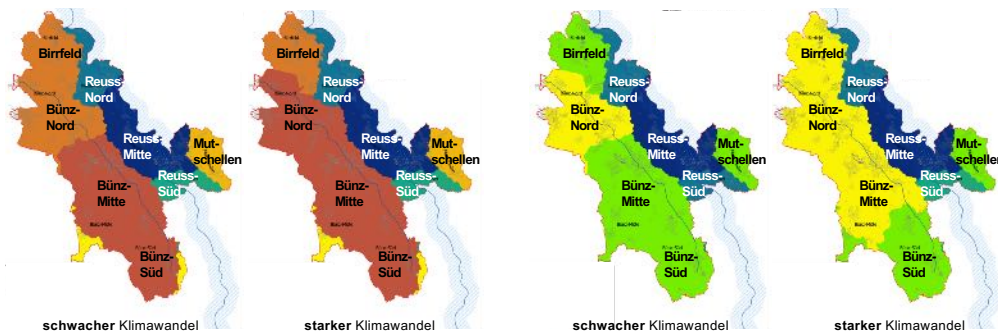 Birrfeld
Reuss-
Nord
Bünz-
Nord
Reuss-
Mitte
Mut-
schellen
Reuss-
Süd
Bünz-
Mitte
Bünz-
Süd
schwacher Klimawandel
Birrfeld
Reuss-
Nord
Bünz-
Nord
Reuss-
Mitte
Mut-
schellen
Reuss-
Süd
Bünz-
Mitte
Bünz-
Süd
starker Klimawandel
Birrfeld
Reuss-
Nord
Bünz-
Nord
Reuss-
Mitte
Mut-
schellen
Reuss-
Süd
Bünz-
Mitte
Bünz-
Süd
schwacher Klimawandel
Birrfeld
Reuss-
Nord
Bünz-
Nord
Reuss-
Mitte
Mut-
schellen
Reuss-
Süd
Bünz-
Mitte
Bünz-
Süd
starker Klimawandel